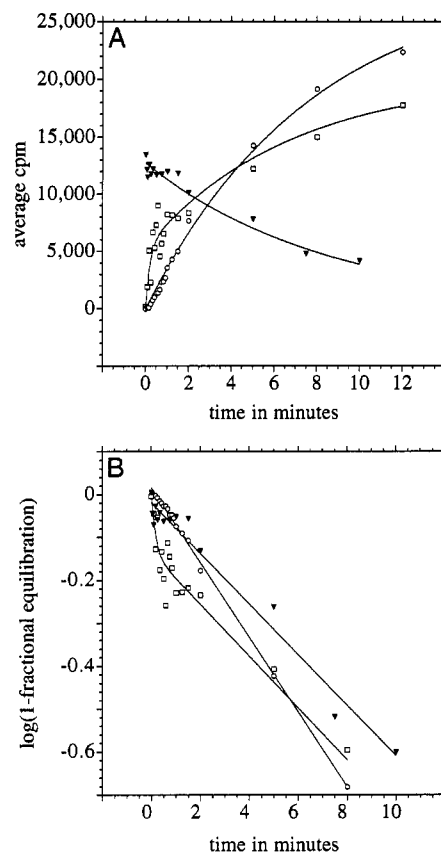 A
25,000
20,000
15,000
10,000
5,000
0
average cpm
0 2 4 6 8 10 12
time in minutes
B
0
-0.2
-0.4
-0.6
log(1-fractional equilibration)
0 2 4 6 8 10
time in minutes